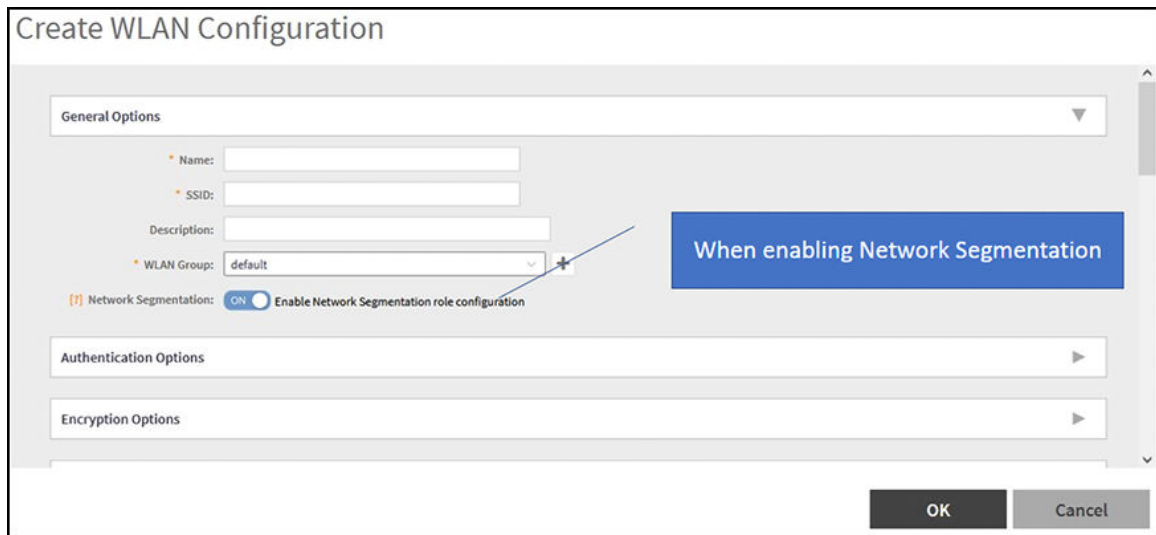 Create WLAN Configuration
General Options
* Name:
* SSID:
Description:
* WLAN Group: default
When enabling Network Segmentation
[?] Network Segmentation: ON Enable Network Segmentation role configuration
Authentication Options
Encryption Options
OK Cancel